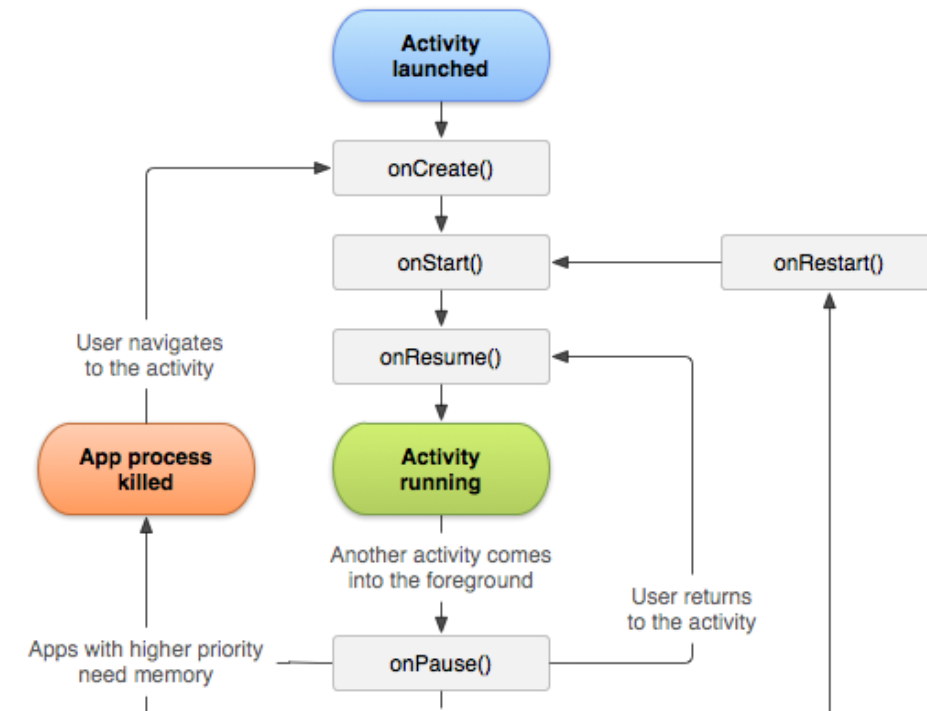 Activity
launched
onCreate()
onStart()
onRestart()
User navigates
to the activity
onResume()
App process
killed
Activity
running
Another activity comes
into the foreground
User returns
to the activity
Apps with higher priority
need memory
onPause()